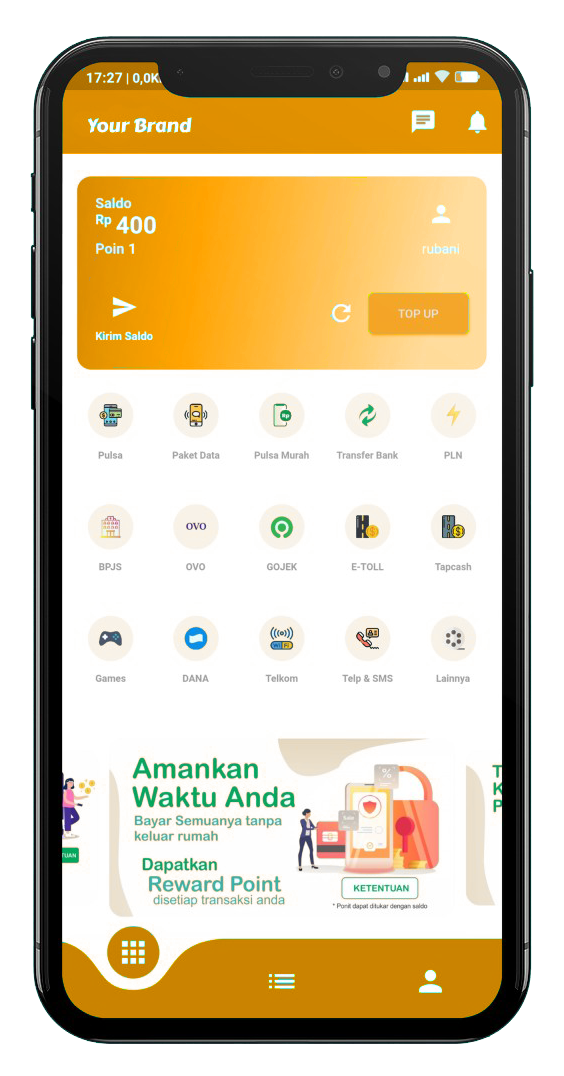 17:27 | 0,0K
Your Brand
Saldo
Rp 400
Poin 1
rubani
Kirim Saldo
TOP UP
Pulsa
Paket Data
Rp
Pulsa Murah
Transfer Bank
PLN
BPJS
OVO
OVO
GOJEK
E-TOLL
Tapcash
Games
DANA
Wi Fi
Telkom
Telp & SMS
Lainnya
Amankan
Waktu Anda
Bayar Semuanya tanpa
keluar rumah
Dapatkan
Reward Point
disetiap transaksi anda
%
KETENTUAN
* Ponit dapat ditukar dengan saldo
TUAN
T
K
P